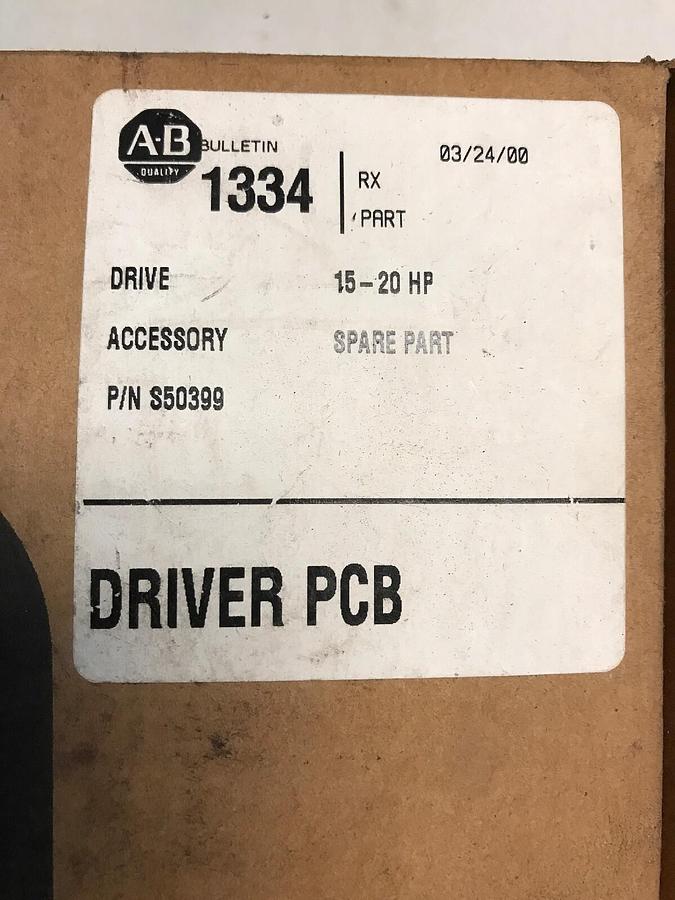 A-B
QUALITY
BULLETIN
1334
03/24/00
RX
PART
DRIVE 15-20 HP
ACCESSORY SPARE PART
P/N S50399
DRIVER PCB